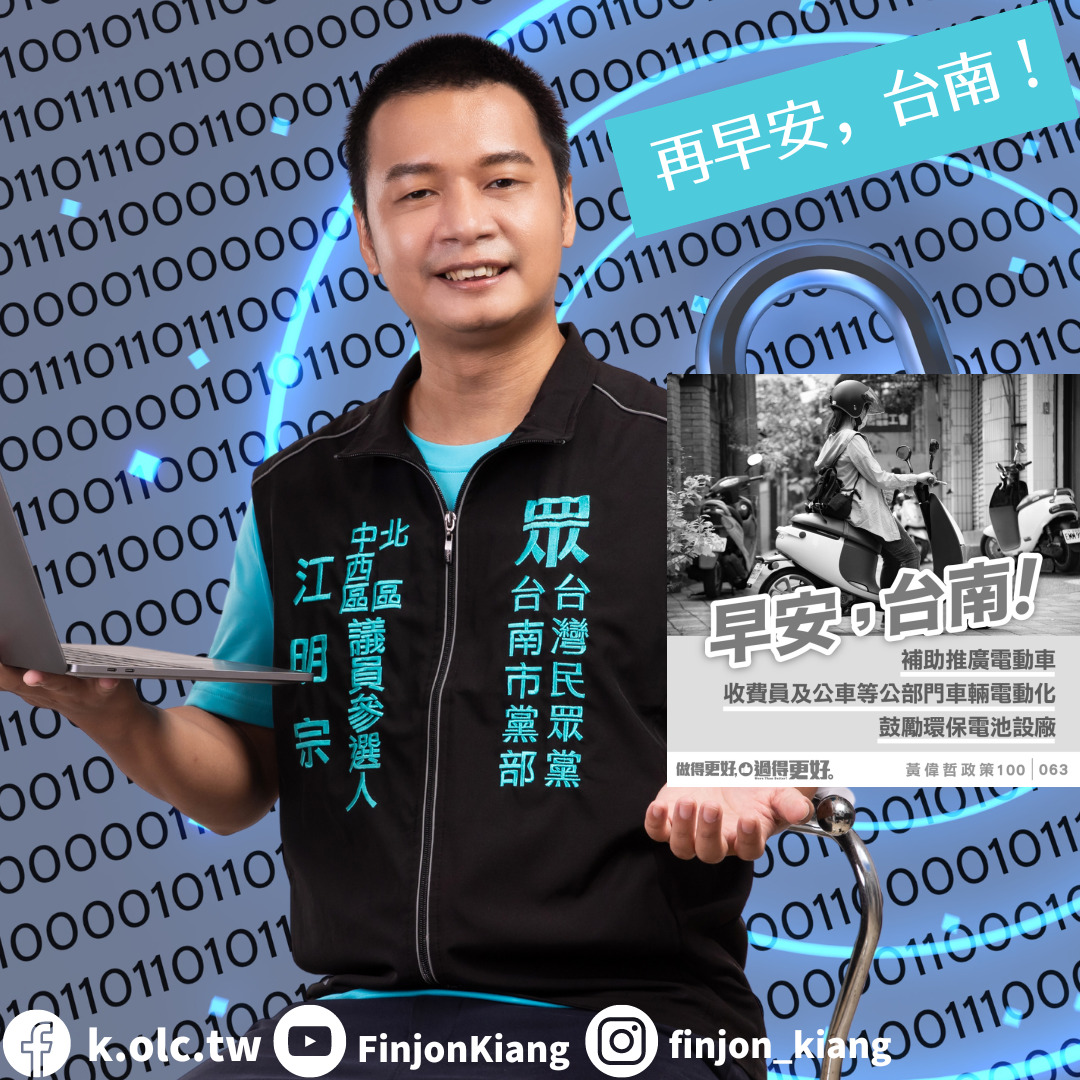 再早安，台南！
北區
中西區
議員參選人
江明宗
眾
台灣民眾黨
台南市黨部
早安，台南！
補助推廣電動車
收費員及公車等公部門車輛電動化
鼓勵環保電池設廠
做得更好，過得更好。
黃偉哲政策100 | 063
k.olc.tw
FinjonKiang
finjon_kiang